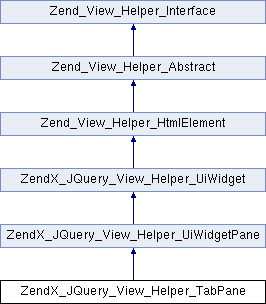 Zend_View_Helper_Interface
Zend_View_Helper_Abstract
Zend_View_Helper_HtmlElement
ZendX_JQuery_View_Helper_UiWidget
ZendX_JQuery_View_Helper_UiWidgetPane
ZendX_JQuery_View_Helper_TabPane